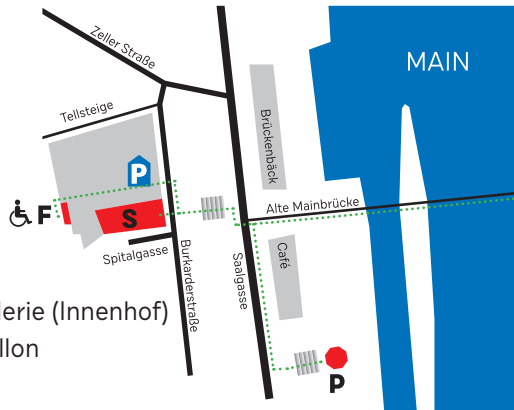 MAIN
Zeller Straße
Tellsteige
Brückenbäck
P
F
S
Alte Mainbrücke
Spitalgasse
Burkarderstraße
Saalgasse
Café
lerie (Innenhof)
llon
P